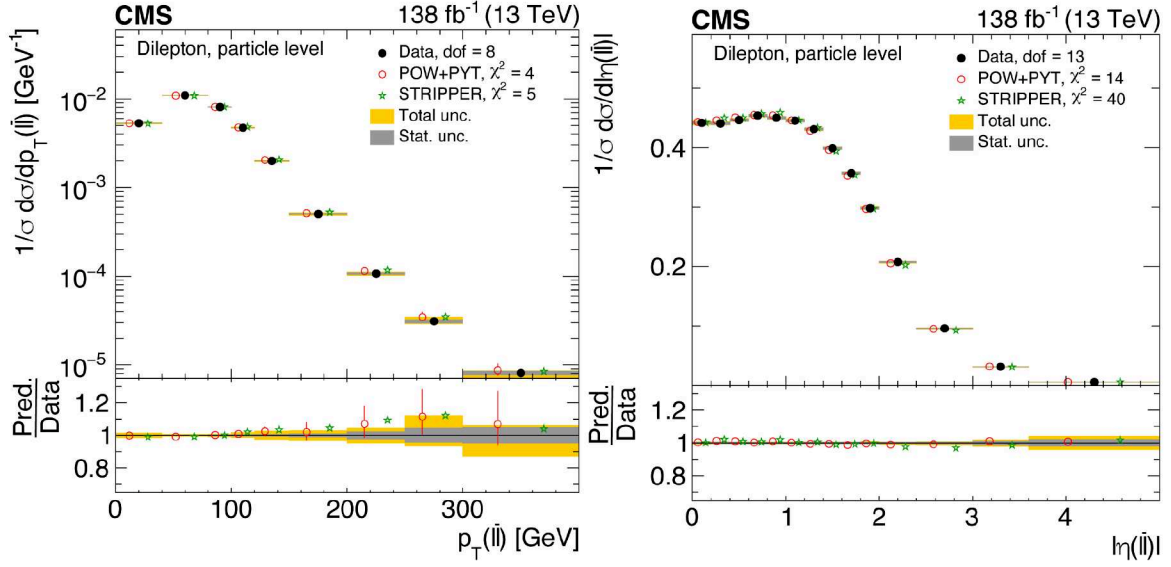 CMS 138 fb⁻¹ (13 TeV)
Dilepton, particle level
Data, dof = 8
POW+PYT, χ² = 4
STRIPPER, χ² = 5
Total unc.
Stat. unc.
1/σ dσ/dp_T(l̄l) [GeV⁻¹]
10⁻²
10⁻³
10⁻⁴
10⁻⁵
Pred.
Data
1.2
1
0.8
0 100 200 300
p_T(l̄l) [GeV]
CMS 138 fb⁻¹ (13 TeV)
Dilepton, particle level
Data, dof = 13
POW+PYT, χ² = 14
STRIPPER, χ² = 40
Total unc.
Stat. unc.
1/σ dσ/d|η(l̄l)|
0.4
0.2
Pred.
Data
1.2
1
0.8
0 1 2 3 4
|η(l̄l)|